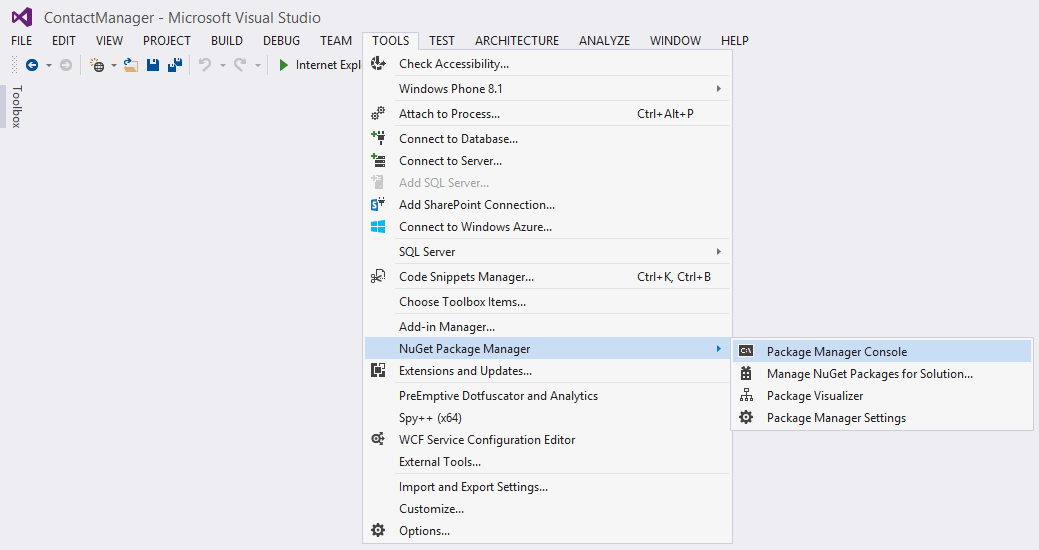 ContactManager - Microsoft Visual Studio
FILE EDIT VIEW PROJECT BUILD DEBUG TEAM TOOLS TEST ARCHITECTURE ANALYZE WINDOW HELP
Internet Expl
Toolbox
Check Accessibility...
Windows Phone 8.1
Attach to Process... Ctrl+Alt+P
Connect to Database...
Connect to Server...
Add SQL Server...
Add SharePoint Connection...
Connect to Windows Azure...
SQL Server
Code Snippets Manager... Ctrl+K, Ctrl+B
Choose Toolbox Items...
Add-in Manager...
NuGet Package Manager
Extensions and Updates...
PreEmptive Dotfuscator and Analytics
Spy++ (x64)
WCF Service Configuration Editor
External Tools...
Import and Export Settings...
Customize...
Options...
C:\ Package Manager Console
Manage NuGet Packages for Solution...
Package Visualizer
Package Manager Settings